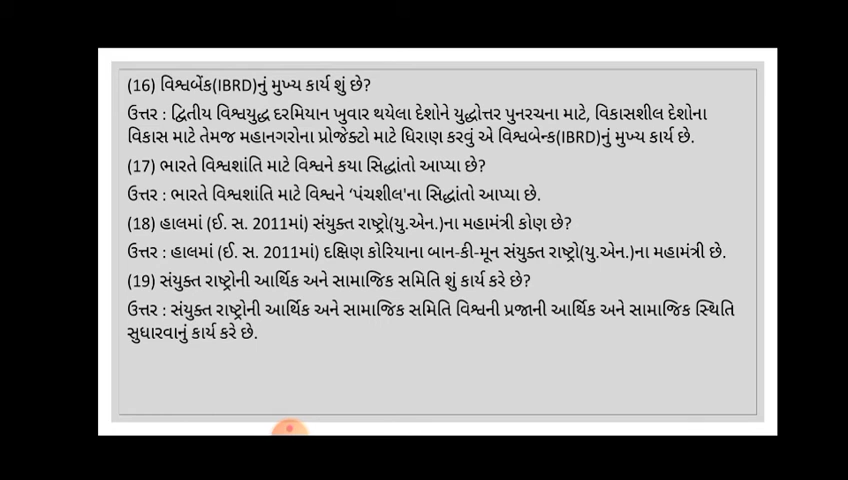 (16) વિશ્વબેંક(IBRD)નું મુખ્ય કાર્ય શું છે?
ઉત્તર : દ્વિતીય વિશ્વયુદ્ધ દરમિયાન ખુવાર થયેલા દેશોને યુદ્ધોત્તર પુનરચના માટે, વિકાસશીલ દેશોના
વિકાસ માટે તેમજ મહાનગરોના પ્રોજેક્ટો માટે ધિરાણ કરવું એ વિશ્વબેન્ક(IBRD)નું મુખ્ય કાર્ય છે.
(17) ભારતે વિશ્વશાંતિ માટે વિશ્વને કયા સિદ્ધાંતો આપ્યા છે?
ઉત્તર : ભારતે વિશ્વશાંતિ માટે વિશ્વને ‘પંચશીલ'ના સિદ્ધાંતો આપ્યા છે.
(18) હાલમાં (ઈ. સ. 2011માં) સંયુક્ત રાષ્ટ્રો(યુ.એન.)ના મહામંત્રી કોણ છે?
ઉત્તર : હાલમાં (ઈ. સ. 2011માં) દક્ષિણ કોરિયાના બાન-કી-મૂન સંયુક્ત રાષ્ટ્રો(યુ.એન.)ના મહામંત્રી છે.
(19) સંયુક્ત રાષ્ટ્રોની આર્થિક અને સામાજિક સમિતિ શું કાર્ય કરે છે?
ઉત્તર : સંયુક્ત રાષ્ટ્રોની આર્થિક અને સામાજિક સમિતિ વિશ્વની પ્રજાની આર્થિક અને સામાજિક સ્થિતિ
સુધારવાનું કાર્ય કરે છે.